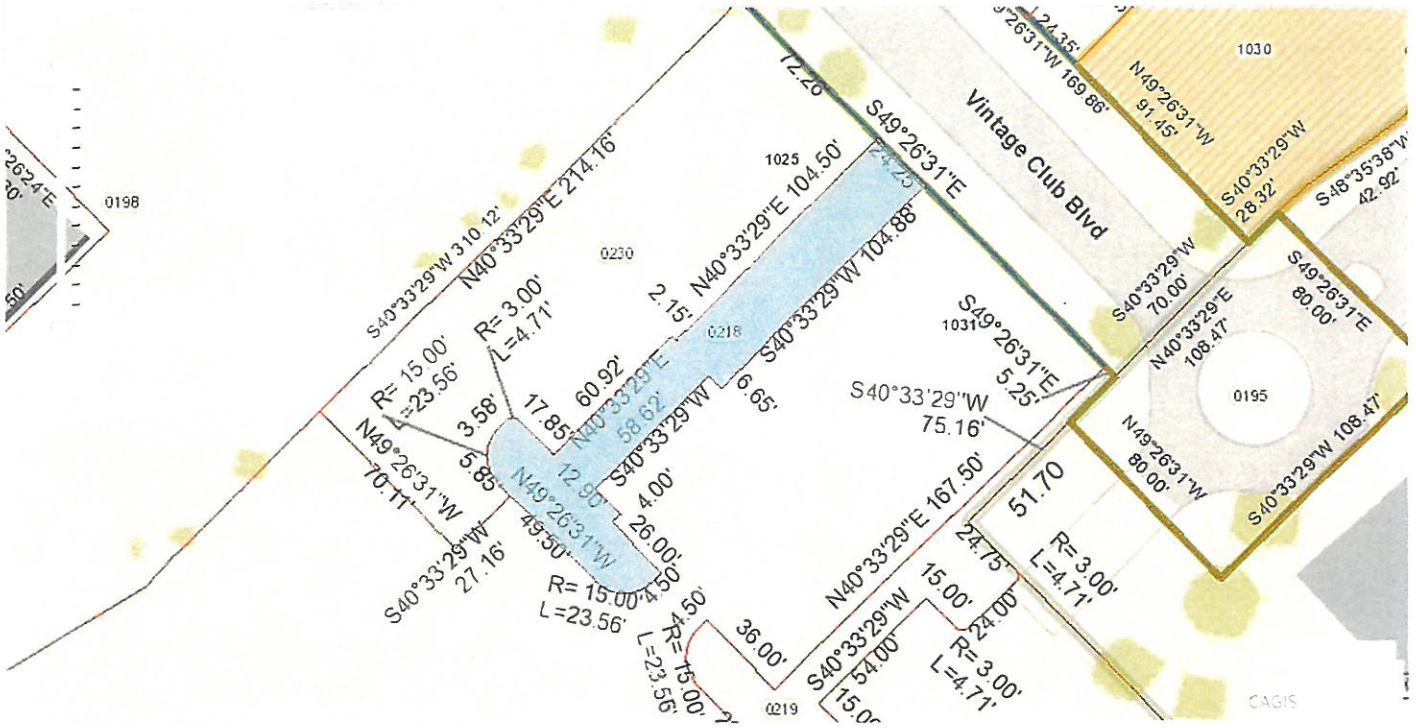 124.35'
9°26'31"W 169.86'
1030
N49°26'31"W
91.45'
S40°33'29"W
28.32'
S48°35'38"W
42.92'
72.26'
S49°26'31"E
24.25'
Vintage Club Blvd
°26'24"E
30'
0198
50'
S40°33'29"W 310.12'
N40°33'29"E 214.16'
1025
N40°33'29"E 104.50'
0230
2.15'
0218
S40°33'29"W 104.88'
6.65'
R= 3.00'
L=4.71'
R= 15.00'
L=23.56'
3.58'
17.85'
60.92'
N40°33'29"E
58.62'
S40°33'29"W
5.85'
12.90'
4.00'
N49°26'31"W
70.11'
N49°26'31"W
49.50'
26.00'
4.50'
S40°33'29"W
27.16'
R= 15.00'
L=23.56'
S40°33'29"W
70.00'
N40°33'29"E
108.47'
S49°26'31"E
80.00'
0195
N49°26'31"W
80.00'
S40°33'29"W 108.47'
1031
S49°26'31"E
5.25'
S40°33'29"W
75.16'
51.70
N40°33'29"E 167.50'
24.75'
R= 3.00'
L=4.71'
15.00'
24.00'
S40°33'29"W
54.00'
R= 3.00'
L=4.71'
4.50'
R= 15.00'
L=23.56'
36.00'
0219
15.00
CAGIS